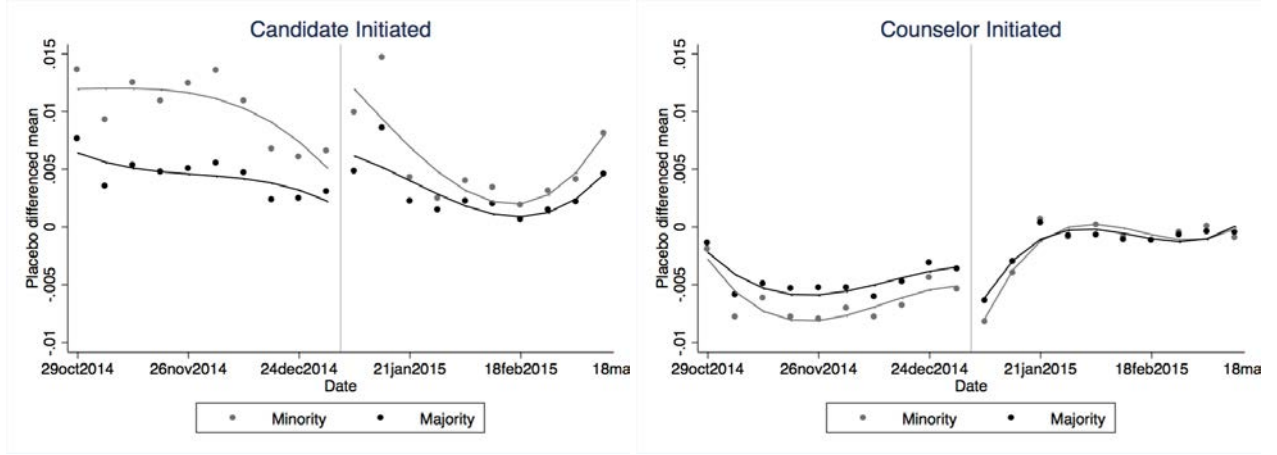 Candidate Initiated
Placebo differenced mean
.015
.01
.005
0
-.005
-.01
29oct2014 26nov2014 24dec2014 21jan2015 18feb2015 18ma
Date
Minority Majority
Counselor Initiated
Placebo differenced mean
.015
.01
.005
0
-.005
-.01
29oct2014 26nov2014 24dec2014 21jan2015 18feb2015 18ma
Date
Minority Majority